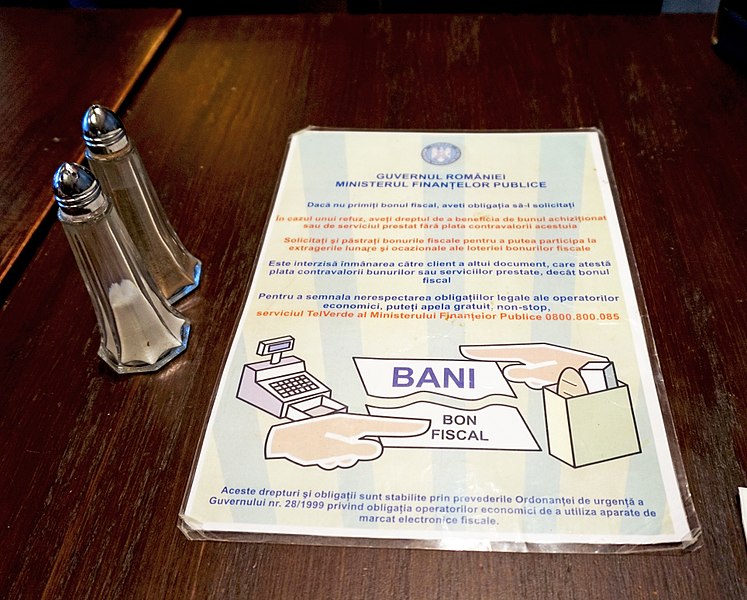 GUVERNUL ROMÂNIEI
MINISTERUL FINANȚELOR PUBLICE
Dacă nu primiți bonul fiscal, aveti obligația să-l solicitați
În cazul unui refuz, aveți dreptul de a beneficia de bunul achiziționat
sau de serviciul prestat fără plata contravalorii acestuia
Solicitați și păstrați bonurile fiscale pentru a putea participa la
extragerile lunare și ocazionale ale loteriei bonurilor fiscale
Este interzisă înmânarea către client a altui document, care atestă
plata contravalorii bunurilor sau serviciilor prestate, decât bonul
fiscal
Pentru a semnala nerespectarea obligațiilor legale ale operatorilor
economici, puteți apela gratuit, non-stop,
serviciul TelVerde al Ministerului Finanțelor Publice 0800.800.085
BANI
BON
FISCAL
Aceste drepturi și obligații sunt stabilite prin prevederile Ordonanței de urgență a
Guvernului nr. 28/1999 privind obligația operatorilor economici de a utiliza aparate de
marcat electronice fiscale.